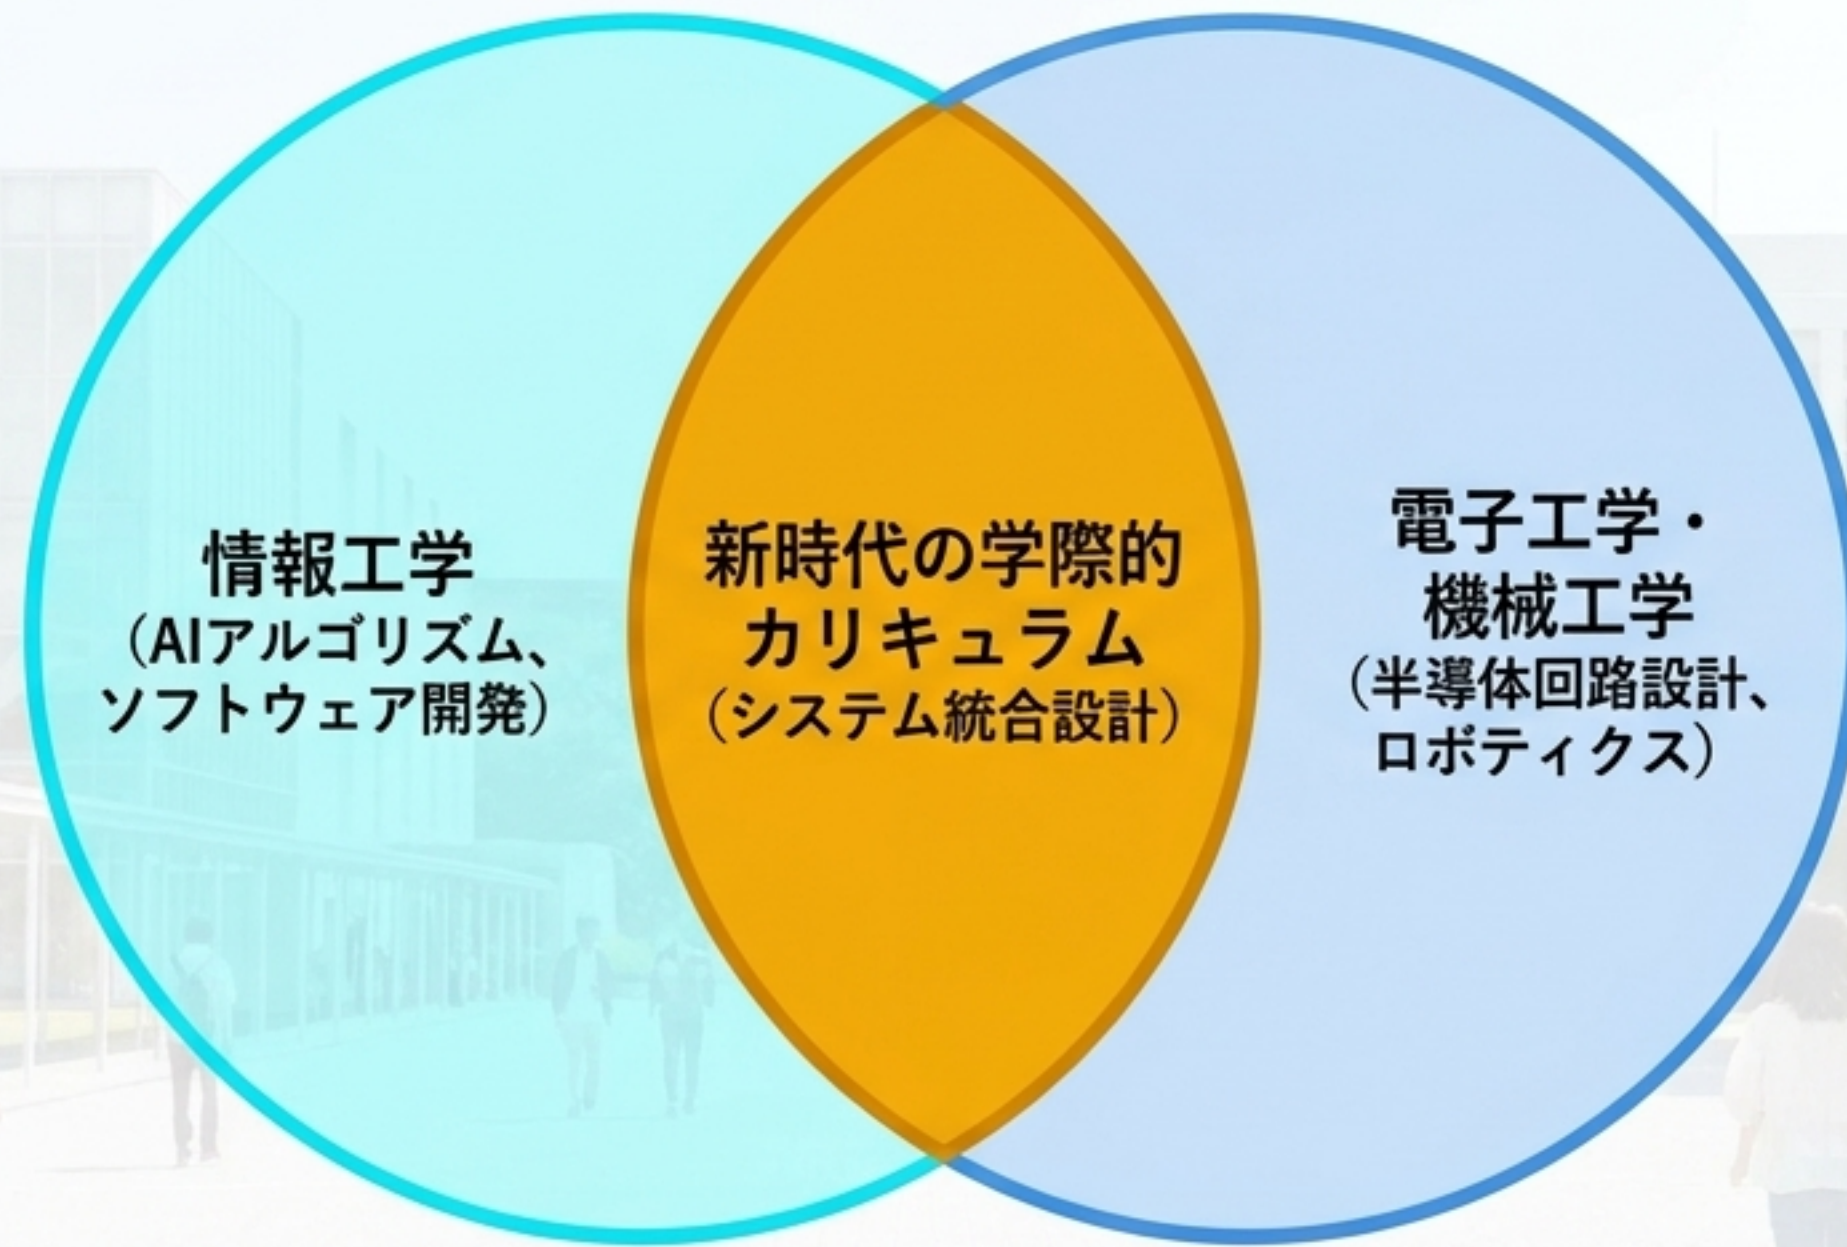 情報工学
（AIアルゴリズム、
ソフトウェア開発）
新時代の学際的
カリキュラム
（システム統合設計）
電子工学・
機械工学
（半導体回路設計、
ロボティクス）